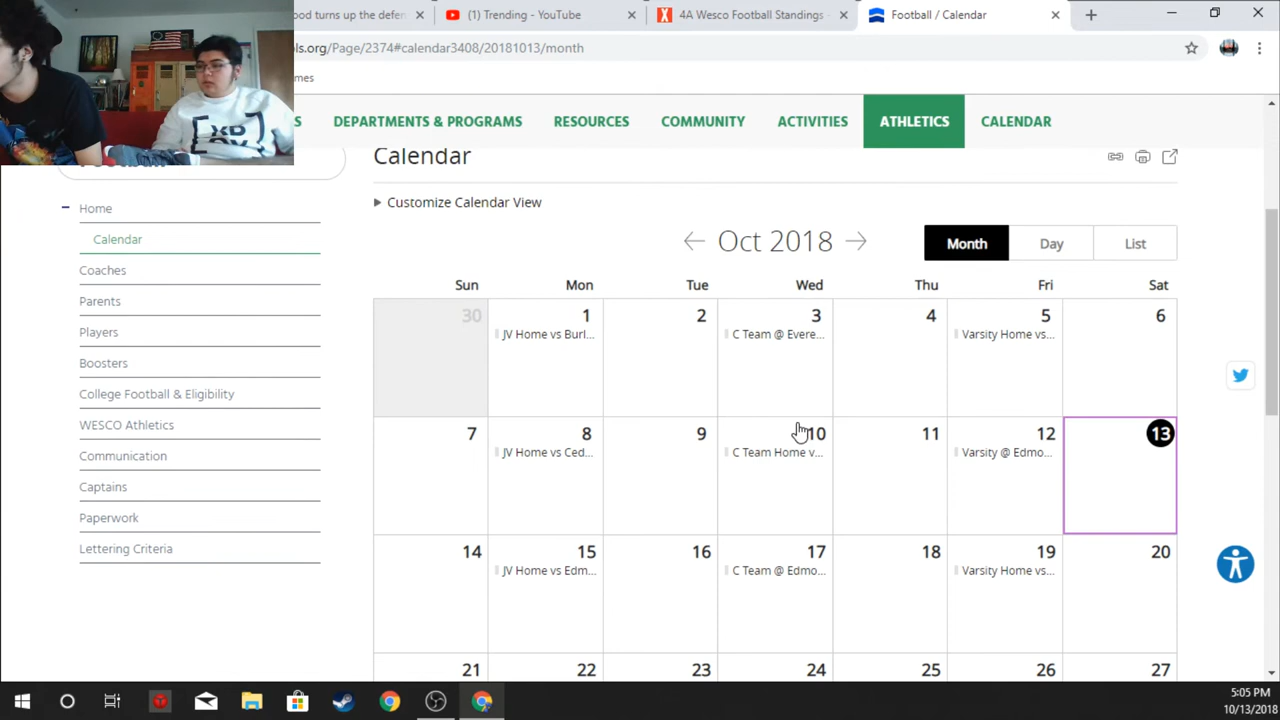 ood turns up the defen
(1) Trending - YouTube
4A Wesco Football Standings
Football / Calendar
ols.org/Page/2374#calendar3408/20181013/month
mes
S DEPARTMENTS & PROGRAMS RESOURCES COMMUNITY ACTIVITIES ATHLETICS CALENDAR
Calendar
Customize Calendar View
Home
Calendar
Coaches
Parents
Players
Boosters
College Football & Eligibility
WESCO Athletics
Communication
Captains
Paperwork
Lettering Criteria
Oct 2018
Month Day List
Sun Mon Tue Wed Thu Fri Sat
30 1 2 3 4 5 6
JV Home vs Burl... C Team @ Evere... Varsity Home vs...
7 8 9 10 11 12 13
JV Home vs Ced... C Team Home v... Varsity @ Edmo...
14 15 16 17 18 19 20
JV Home vs Edm... C Team @ Edmo... Varsity Home vs...
21 22 23 24 25 26 27
5:05 PM
10/13/2018